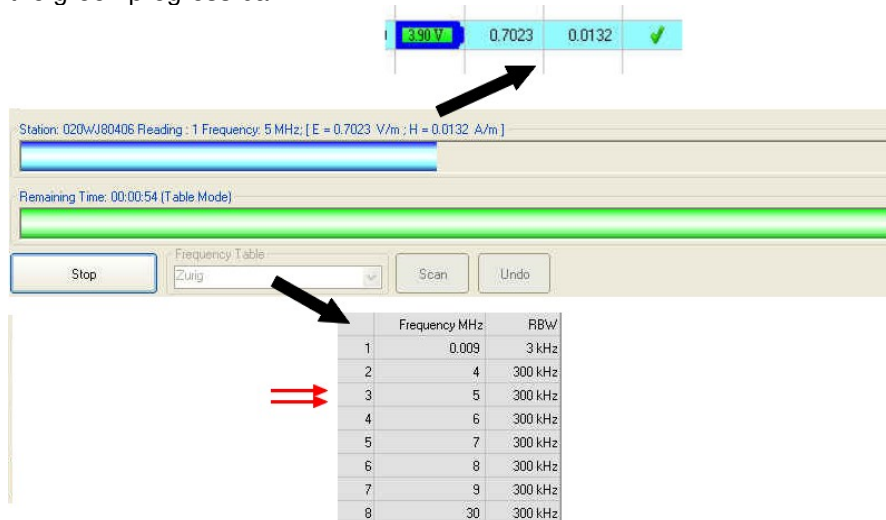 3.90 V 0.7023 0.0132
Station: 020WJ80406 Reading : 1 Frequency: 5 MHz; [ E = 0.7023 V/m ; H = 0.0132 A/m ]
Remaining Time: 00:00:54 (Table Mode)
Frequency Table
Stop Zurig Scan Undo
Frequency MHz RBW
1 0.009 3 kHz
2 4 300 kHz
3 5 300 kHz
4 6 300 kHz
5 7 300 kHz
6 8 300 kHz
7 9 300 kHz
8 30 300 kHz